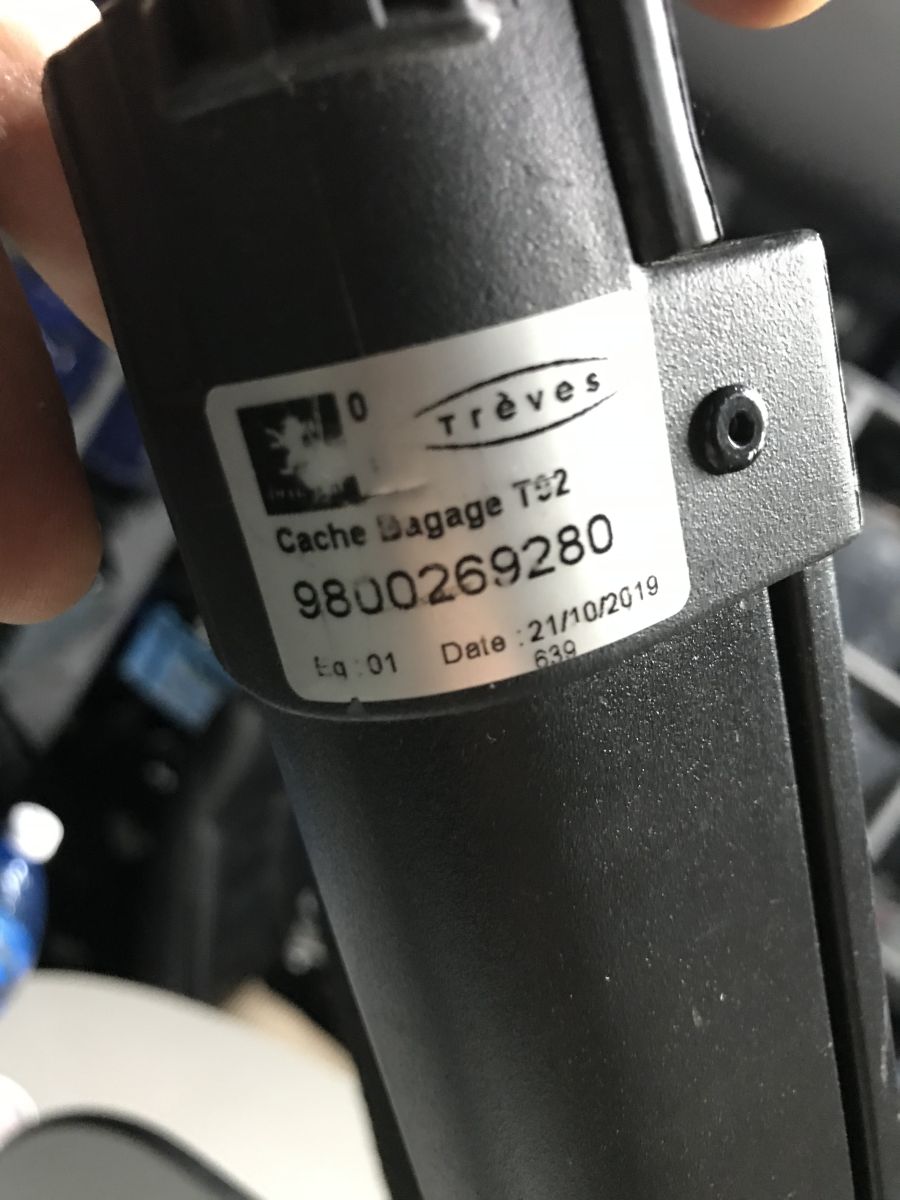 0
Trèves
Cache Bagage T92
9800269280
Eq : 01 Date : 21/10/2019
639